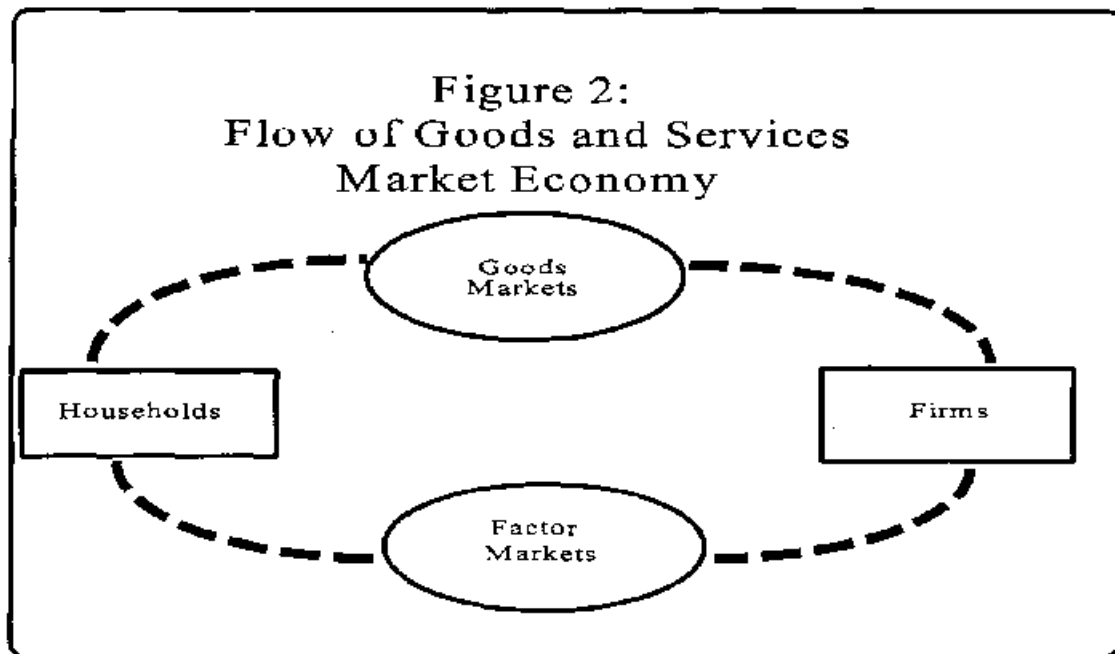 Figure 2:
Flow of Goods and Services
Market Economy
Goods
Markets
Households
Firms
Factor
Markets